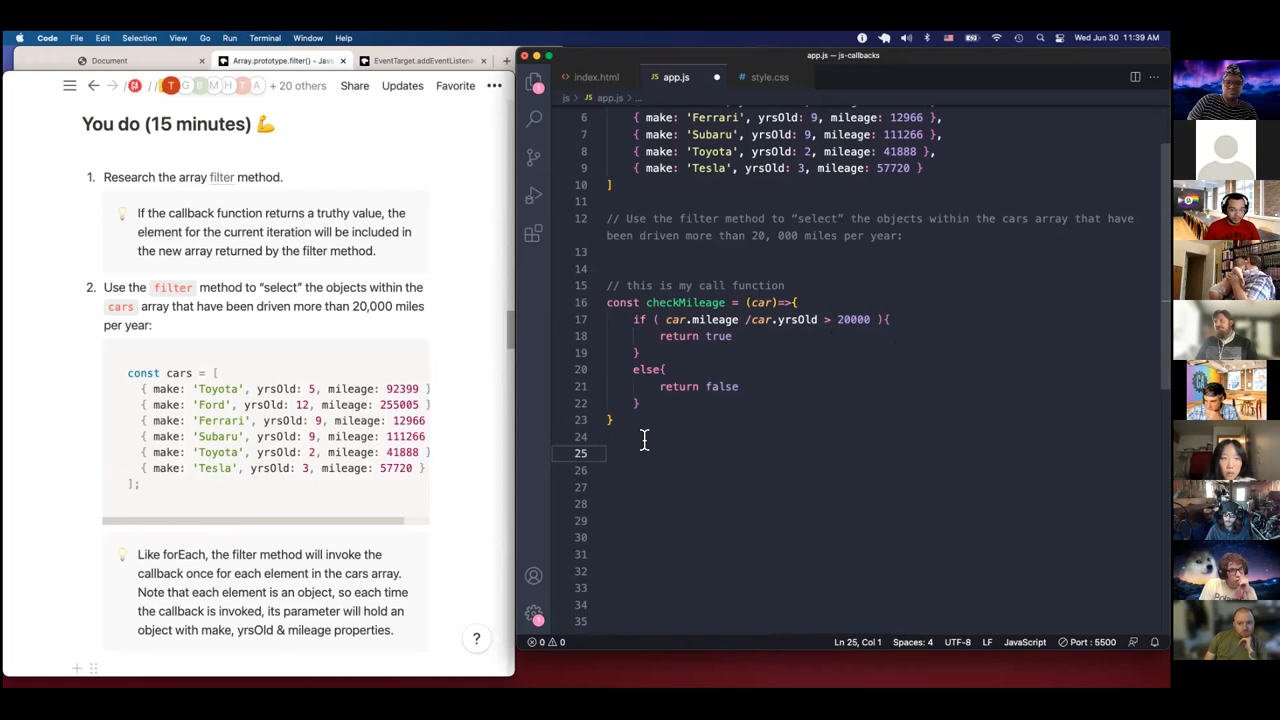 Code File Edit Selection View Go Run Terminal Window Help
Wed Jun 30 11:39 AM
Document
Array.prototype.filter() - Java
EventTarget.addEventListene
T G B M H T A + 20 others Share Updates Favorite
You do (15 minutes) 💪
1. Research the array filter method.
💡 If the callback function returns a truthy value, the
element for the current iteration will be included in
the new array returned by the filter method.
2. Use the filter method to “select” the objects within the
cars array that have been driven more than 20,000 miles
per year:
const cars = [
{ make: 'Toyota', yrsOld: 5, mileage: 92399 }
{ make: 'Ford', yrsOld: 12, mileage: 255005 }
{ make: 'Ferrari', yrsOld: 9, mileage: 12966
{ make: 'Subaru', yrsOld: 9, mileage: 111266
{ make: 'Toyota', yrsOld: 2, mileage: 41888 }
{ make: 'Tesla', yrsOld: 3, mileage: 57720 }
];
💡 Like forEach, the filter method will invoke the
callback once for each element in the cars array.
Note that each element is an object, so each time
the callback is invoked, its parameter will hold an
object with make, yrsOld & mileage properties.
?
app.js — js-callbacks
index.html
app.js
style.css
js > JS app.js > ...
6 { make: 'Ferrari', yrsOld: 9, mileage: 12966 },
7 { make: 'Subaru', yrsOld: 9, mileage: 111266 },
8 { make: 'Toyota', yrsOld: 2, mileage: 41888 },
9 { make: 'Tesla', yrsOld: 3, mileage: 57720 }
10 ]
11
12 // Use the filter method to “select” the objects within the cars array that have
been driven more than 20, 000 miles per year:
13
14
15 // this is my call function
16 const checkMileage = (car)=>{
17 if ( car.mileage /car.yrsOld > 20000 ){
18 return true
19 }
20 else{
21 return false
22 }
23 }
24
25
26
27
28
29
30
31
32
33
34
35
0 0 Ln 25, Col 1 Spaces: 4 UTF-8 LF JavaScript Port : 5500